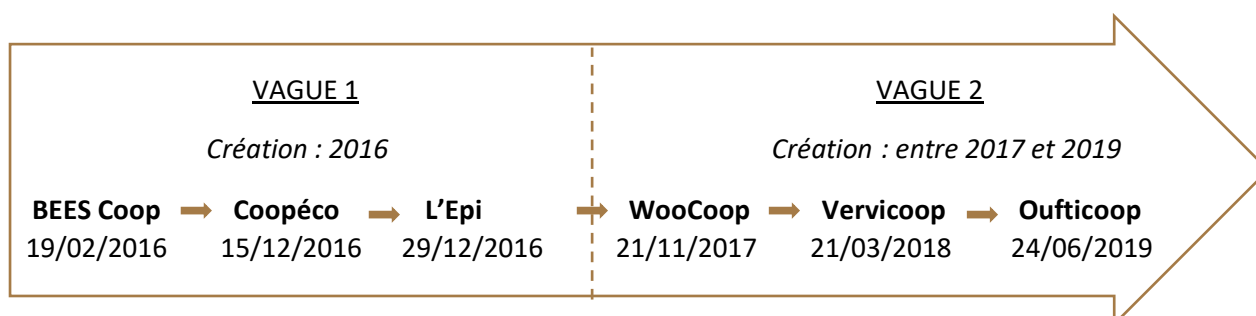 VAGUE 1
VAGUE 2
Création : 2016
Création : entre 2017 et 2019
BEES Coop
Coopéco
L’Epi
WooCoop
Vervicoop
Oufticoop
19/02/2016
15/12/2016
29/12/2016
21/11/2017
21/03/2018
24/06/2019